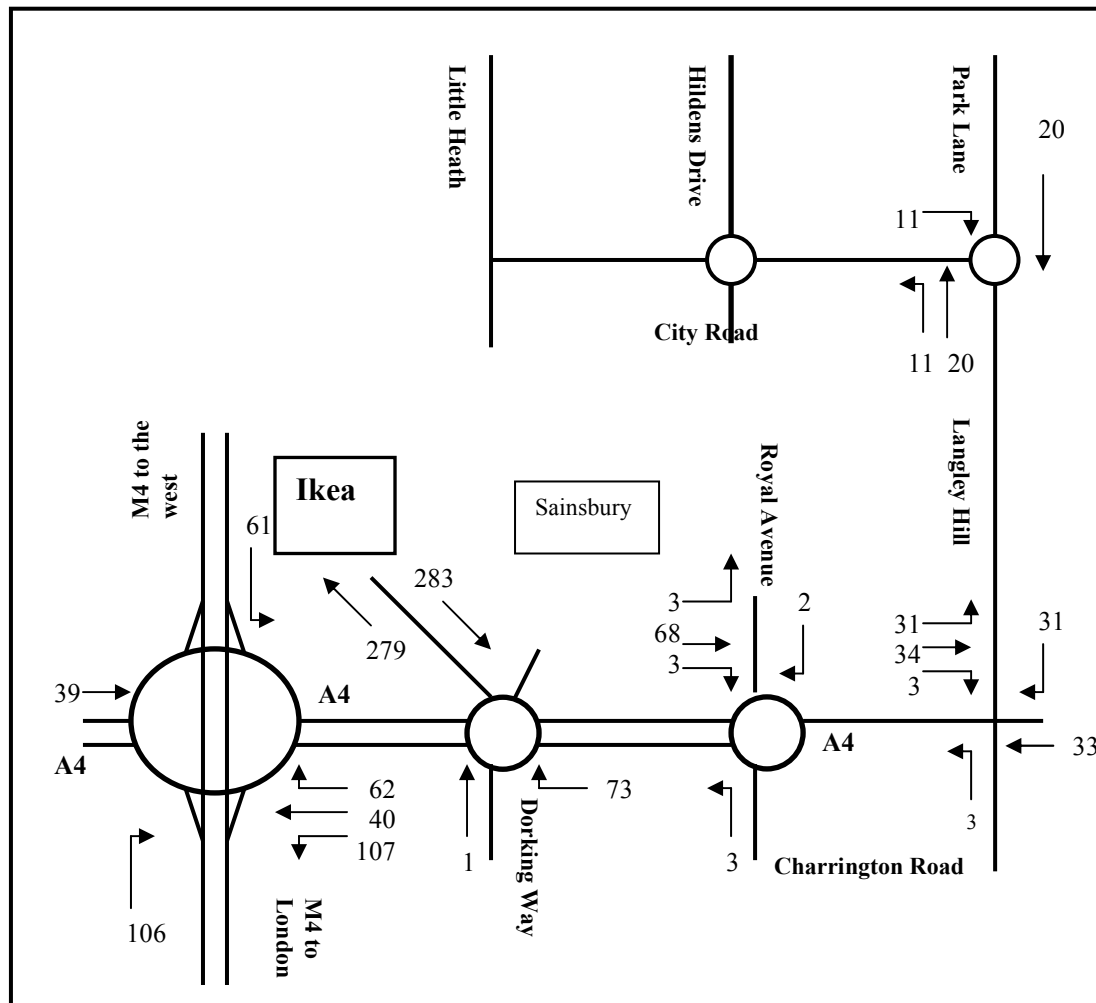 Little Heath
Hildens Drive
Park Lane
20
11
City Road
11
20
M4 to the
west
Ikea
Sainsbury
Royal Avenue
Langley Hill
61
283
279
3
68
3
2
31
34
3
31
39
A4
A4
A4
A4
33
62
40
107
106
M4 to
London
1
Dorking Way
73
3
Charrington Road
3